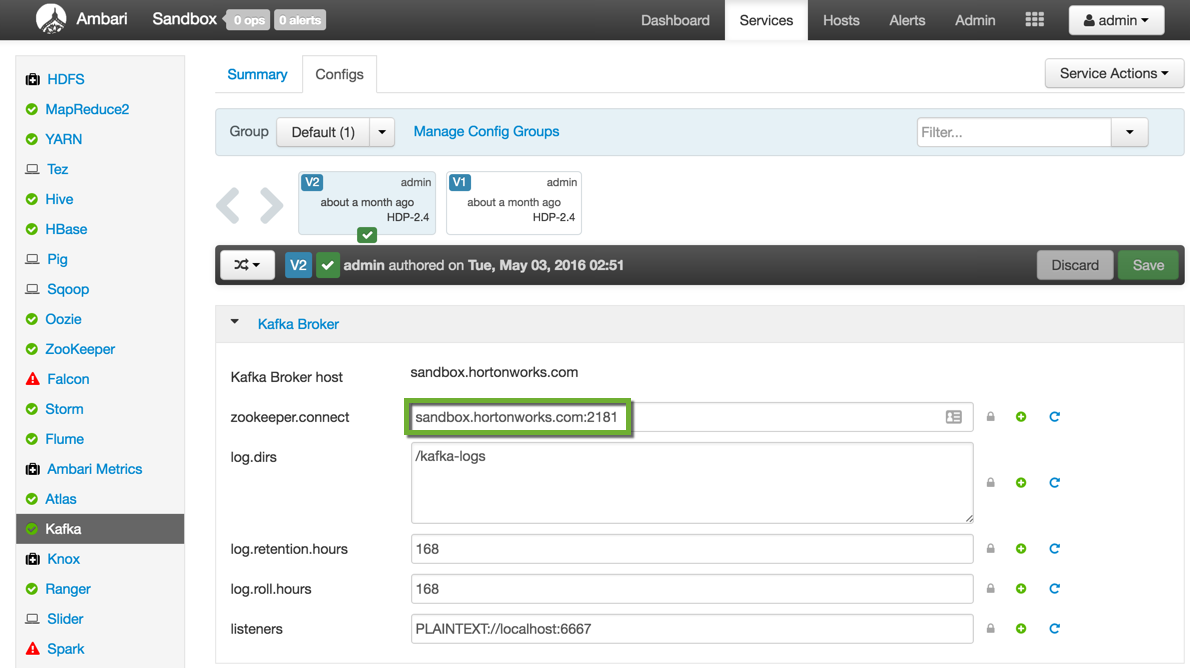 Ambari Sandbox 0 ops 0 alerts Dashboard Services Hosts Alerts Admin admin
HDFS
MapReduce2
YARN
Tez
Hive
HBase
Pig
Sqoop
Oozie
ZooKeeper
Falcon
Storm
Flume
Ambari Metrics
Atlas
Kafka
Knox
Ranger
Slider
Spark
Summary Configs Service Actions
Group Default (1) Manage Config Groups Filter...
V2 admin
about a month ago
HDP-2.4
V1 admin
about a month ago
HDP-2.4
V2 admin authored on Tue, May 03, 2016 02:51 Discard Save
Kafka Broker
Kafka Broker host sandbox.hortonworks.com
zookeeper.connect sandbox.hortonworks.com:2181
log.dirs /kafka-logs
log.retention.hours 168
log.roll.hours 168
listeners PLAINTEXT://localhost:6667